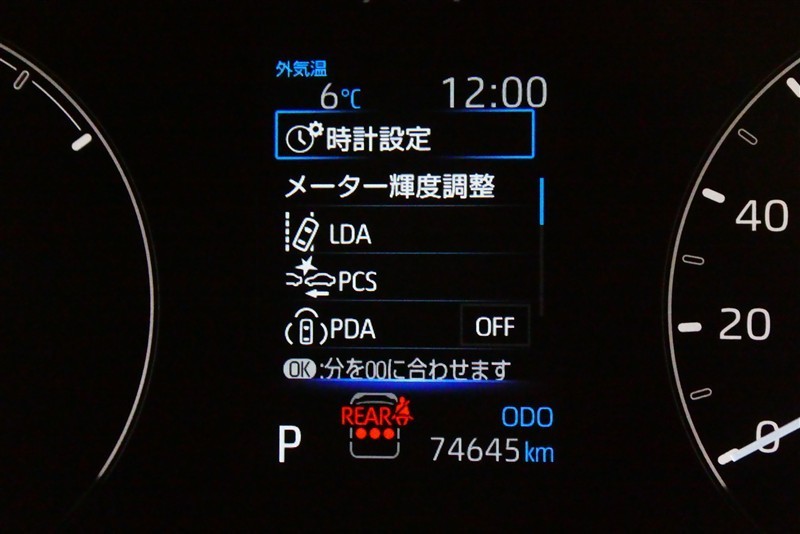 外気温
6℃ 12:00
時計設定
メーター輝度調整
LDA
PCS
PDA OFF
OK:分を00に合わせます
REAR
P
ODO
74645km
40
20
0